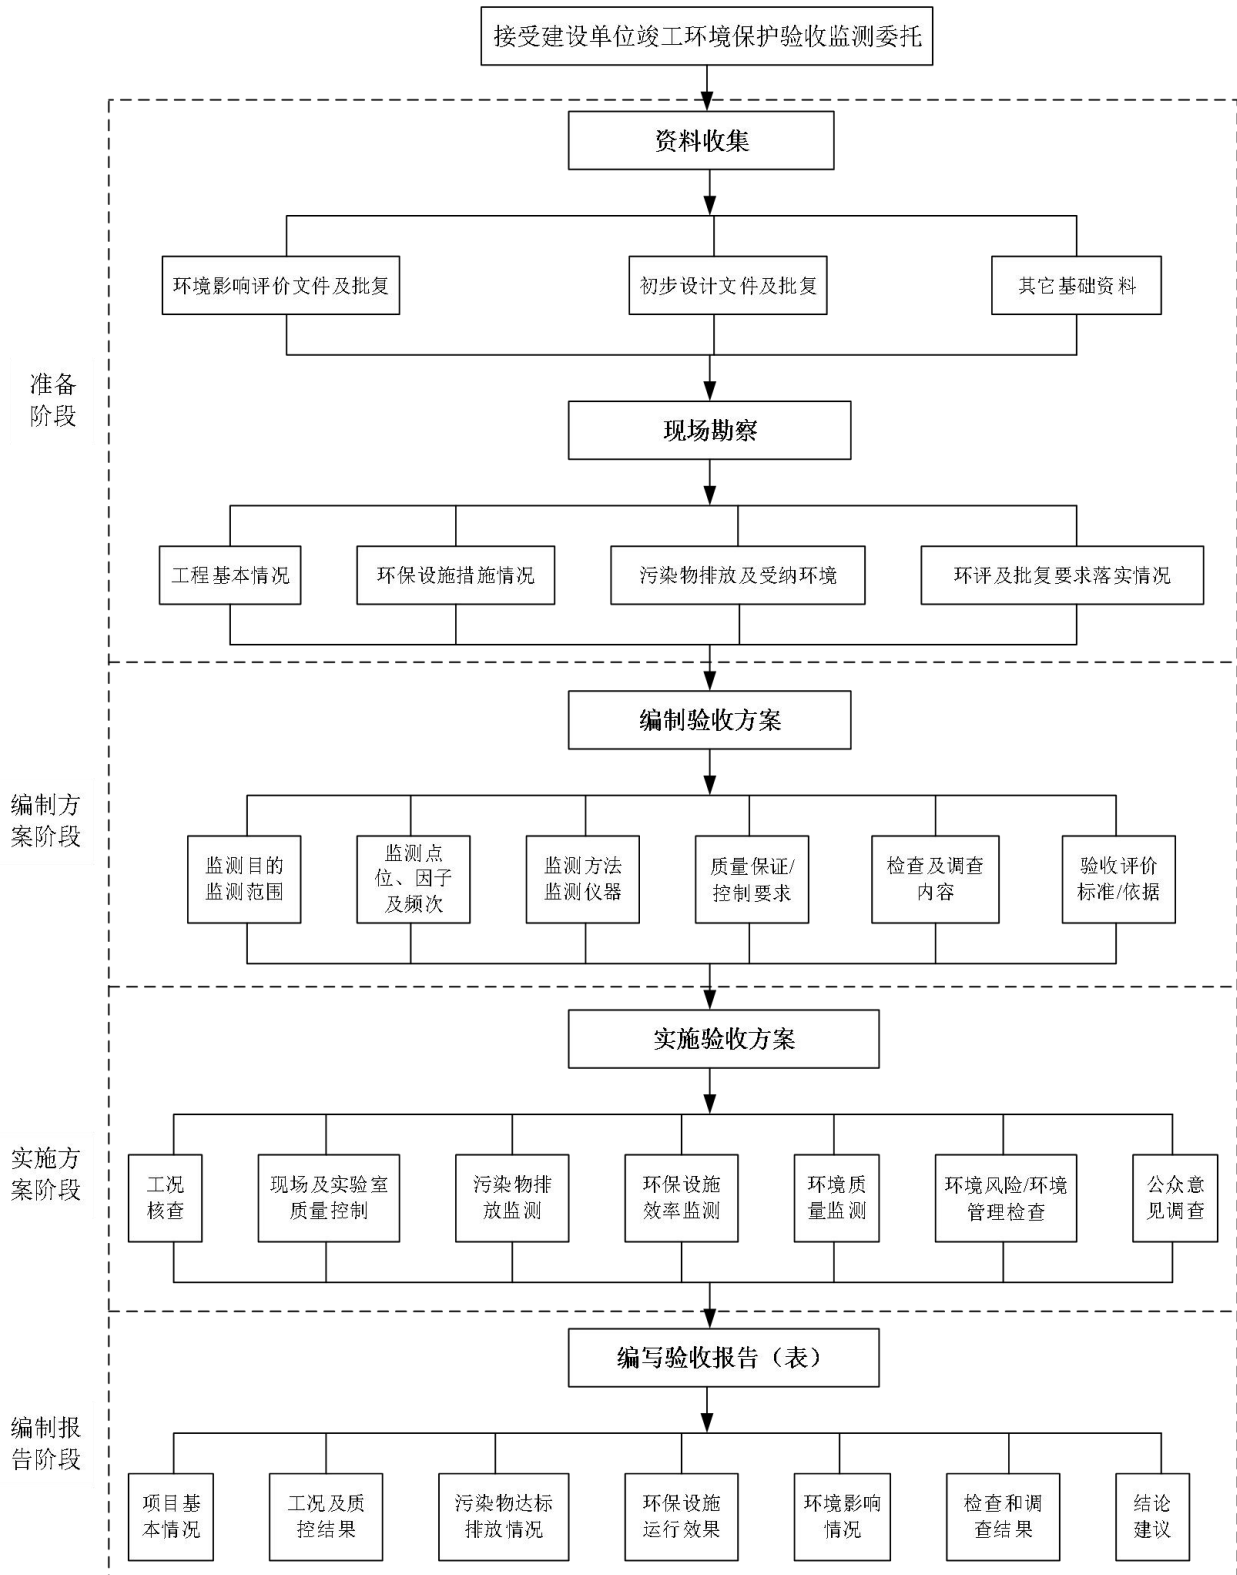 接受建设单位竣工环境保护验收监测委托
资料收集
环境影响评价文件及批复
初步设计文件及批复
其它基础资料
准备
阶段
现场勘察
工程基本情况
环保设施措施情况
污染物排放及受纳环境
环评及批复要求落实情况
编制验收方案
编制方
案阶段
监测目的
监测范围
监测点
位、因子
及频次
监测方法
监测仪器
质量保证/
控制要求
检查及调查
内容
验收评价
标准/依据
实施验收方案
实施方
案阶段
工况
核查
现场及实验室
质量控制
污染物排
放监测
环保设施
效率监测
环境质
量监测
环境风险/环境
管理检查
公众意
见调查
编写验收报告（表）
编制报
告阶段
项目基
本情况
工况及质
控结果
污染物达标
排放情况
环保设施
运行效果
环境影响
情况
检查和调
查结果
结论
建议